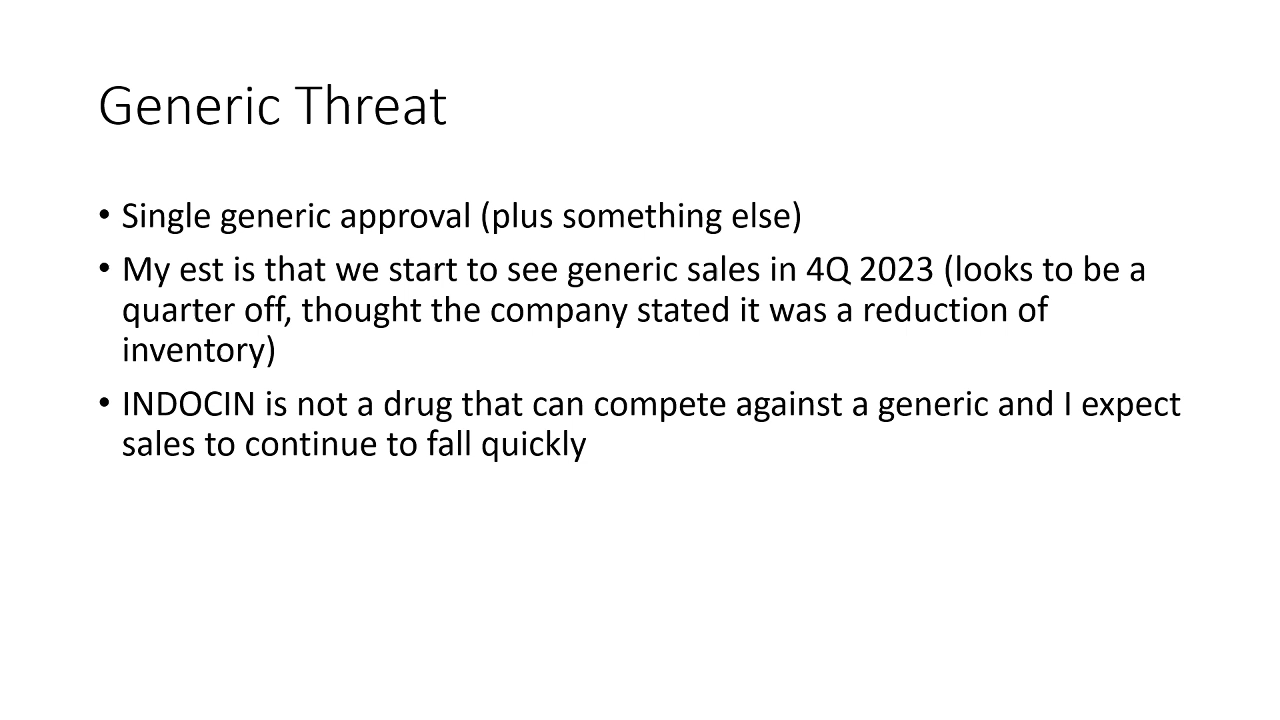 Generic Threat
• Single generic approval (plus something else)
• My est is that we start to see generic sales in 4Q 2023 (looks to be a
quarter off, thought the company stated it was a reduction of
inventory)
• INDOCIN is not a drug that can compete against a generic and I expect
sales to continue to fall quickly